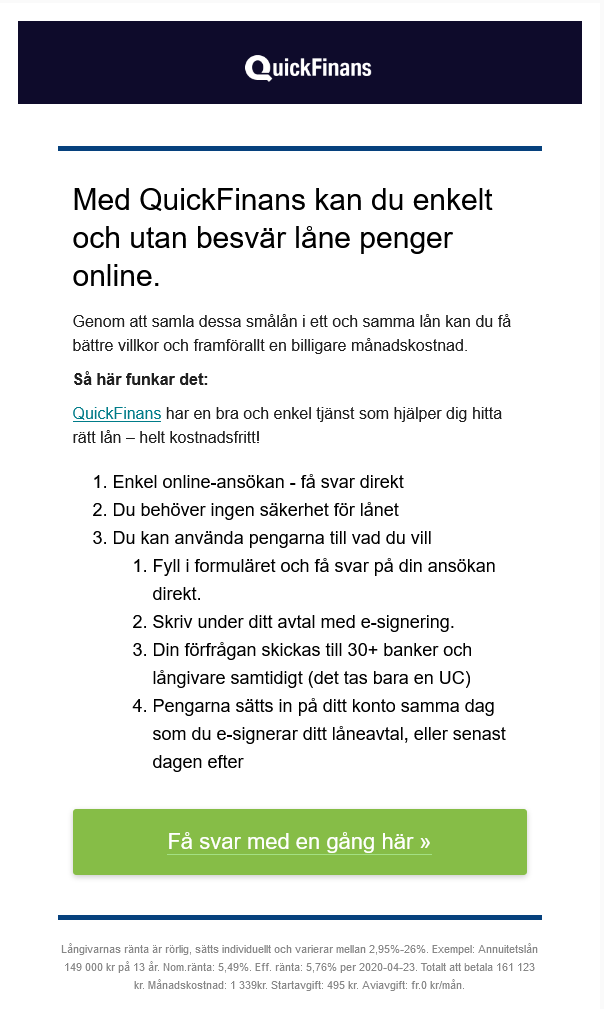 QuickFinans
Med QuickFinans kan du enkelt
och utan besvär låne penger
online.
Genom att samla dessa smålån i ett och samma lån kan du få
bättre villkor och framförallt en billigare månadskostnad.
Så här funkar det:
QuickFinans har en bra och enkel tjänst som hjälper dig hitta
rätt lån – helt kostnadsfritt!
1. Enkel online-ansökan - få svar direkt
2. Du behöver ingen säkerhet för lånet
3. Du kan använda pengarna till vad du vill
1. Fyll i formuläret och få svar på din ansökan
direkt.
2. Skriv under ditt avtal med e-signering.
3. Din förfrågan skickas till 30+ banker och
långivare samtidigt (det tas bara en UC)
4. Pengarna sätts in på ditt konto samma dag
som du e-signerar ditt låneavtal, eller senast
dagen efter
Få svar med en gång här »
Långivarnas ränta är rörlig, sätts individuellt och varierar mellan 2,95%-26%. Exempel: Annuitetslån
149 000 kr på 13 år. Nom.ränta: 5,49%. Eff. ränta: 5,76% per 2020-04-23. Totalt att betala 161 123
kr. Månadskostnad: 1 339kr. Startavgift: 495 kr. Aviavgift: fr.0 kr/mån.